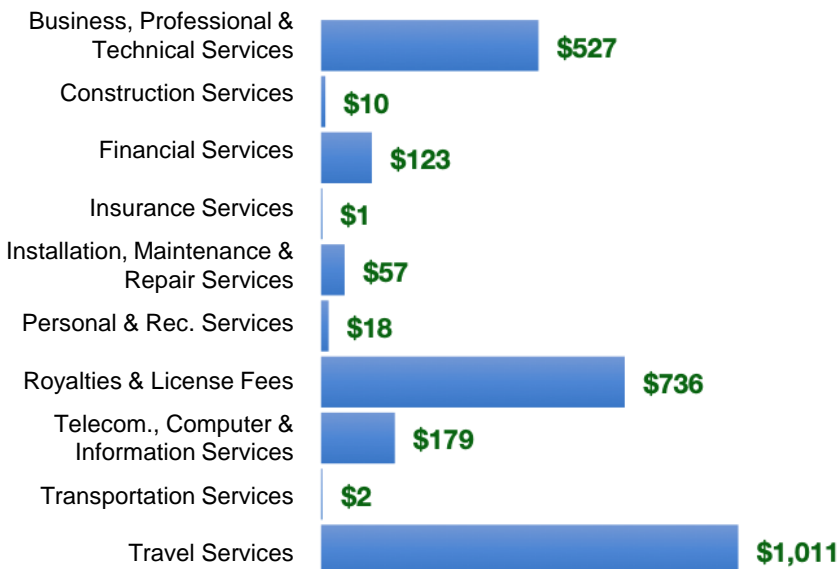 Business, Professional &
Technical Services
$527
Construction Services
$10
Financial Services
$123
Insurance Services
$1
Installation, Maintenance &
Repair Services
$57
Personal & Rec. Services
$18
Royalties & License Fees
$736
Telecom., Computer &
Information Services
$179
Transportation Services
$2
Travel Services
$1,011